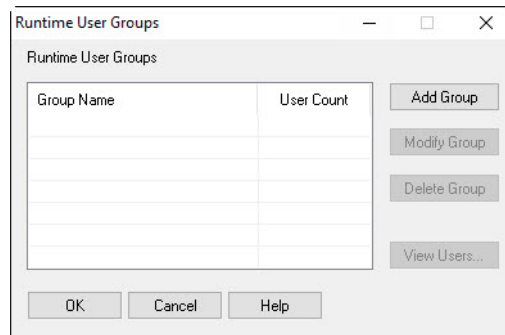 Runtime User Groups
Runtime User Groups
Group Name User Count
Add Group
Modify Group
Delete Group
View Users...
OK Cancel Help